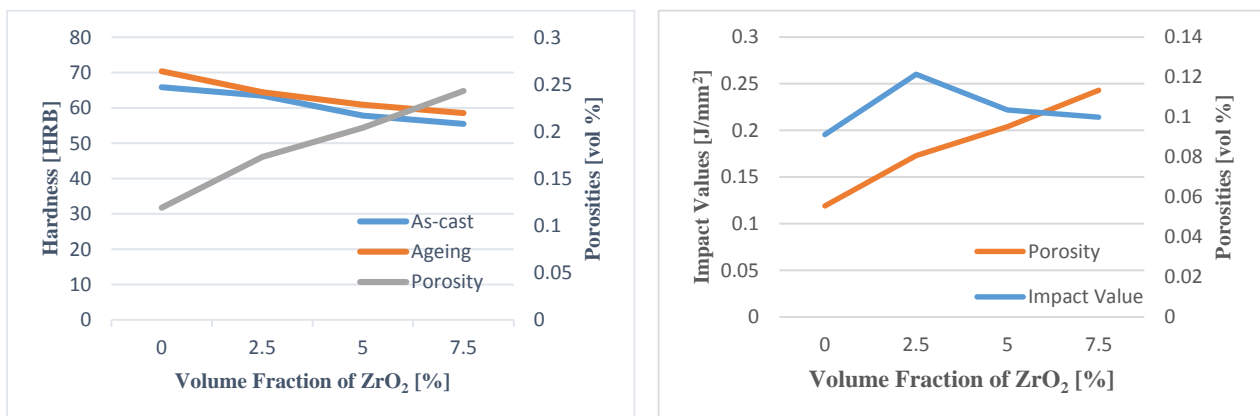 80
70
60
50
40
30
20
10
0
Hardness [HRB]
0.3
0.25
0.2
0.15
0.1
0.05
0
Porosities [vol %]
As-cast
Ageing
Porosity
0 2.5 5 7.5
Volume Fraction of ZrO₂ [%]
0.3
0.25
0.2
0.15
0.1
0.05
0
Impact Values [J/mm²]
0.14
0.12
0.1
0.08
0.06
0.04
0.02
0
Porosities [vol %]
Porosity
Impact Value
0 2.5 5 7.5
Volume Fraction of ZrO₂ [%]